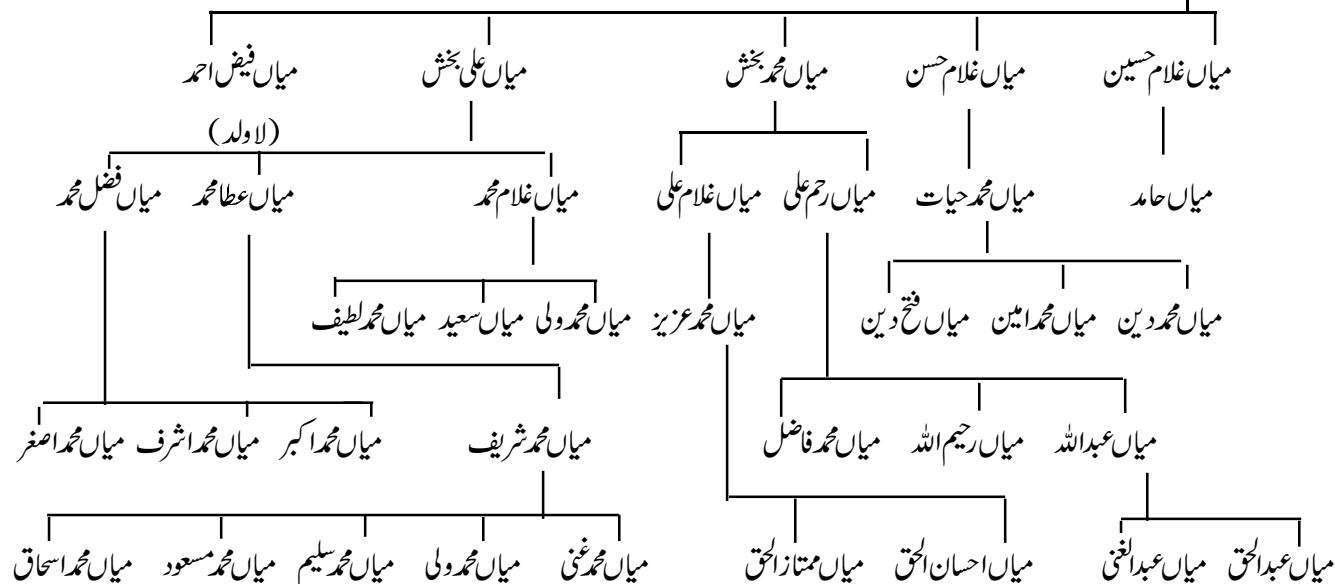 میاں غلام حسین میاں غلام حسن میاں محمد بخش میاں علی بخش میاں فیض احمد
(لا ولد)
میاں حامد میاں محمد حیات میاں رحم علی میاں غلام علی میاں غلام محمد میاں عطا محمد میاں فضل محمد
میاں محمد دین میاں محمد امین میاں فتح دین میاں محمد عزیز میاں محمد ولی میاں سعید میاں محمد لطیف
میاں عبداللہ میاں رحیم اللہ میاں محمد فاضل میاں محمد شریف میاں محمد اکبر میاں محمد اشرف میاں محمد اصغر
میاں عبدالحق میاں عبدالغنی میاں احسان الحق میاں ممتاز الحق میاں محمد غنی میاں محمد ولی میاں محمد سلیم میاں محمد مسعود میاں محمد اسحاق